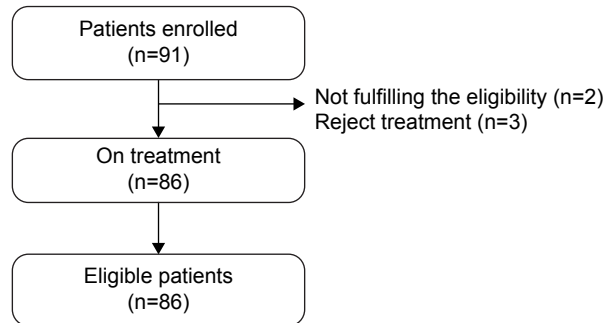 Patients enrolled
(n=91)
Not fulfilling the eligibility (n=2)
Reject treatment (n=3)
On treatment
(n=86)
Eligible patients
(n=86)